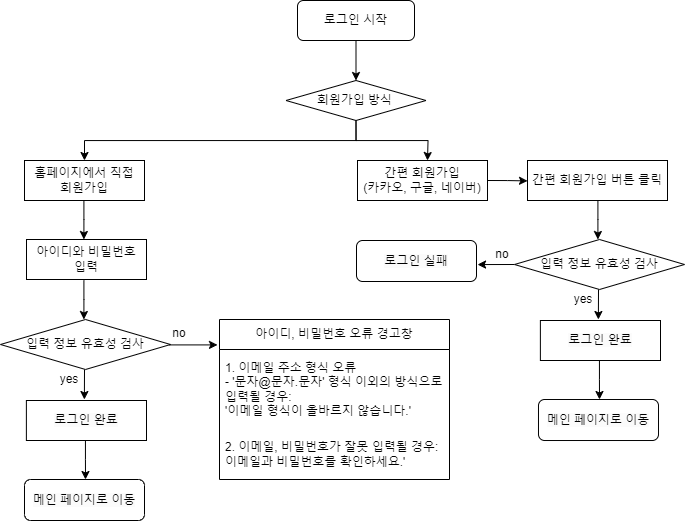 로그인 시작
회원가입 방식
홈페이지에서 직접
회원가입
간편 회원가입
(카카오, 구글, 네이버)
간편 회원가입 버튼 클릭
아이디와 비밀번호
입력
로그인 실패
no
입력 정보 유효성 검사
yes
입력 정보 유효성 검사
no
yes
아이디, 비밀번호 오류 경고창
1. 이메일 주소 형식 오류
- '문자@문자.문자' 형식 이외의 방식으로
입력될 경우:
'이메일 형식이 올바르지 않습니다.'
2. 이메일, 비밀번호가 잘못 입력될 경우:
이메일과 비밀번호를 확인하세요.'
로그인 완료
메인 페이지로 이동
로그인 완료
메인 페이지로 이동